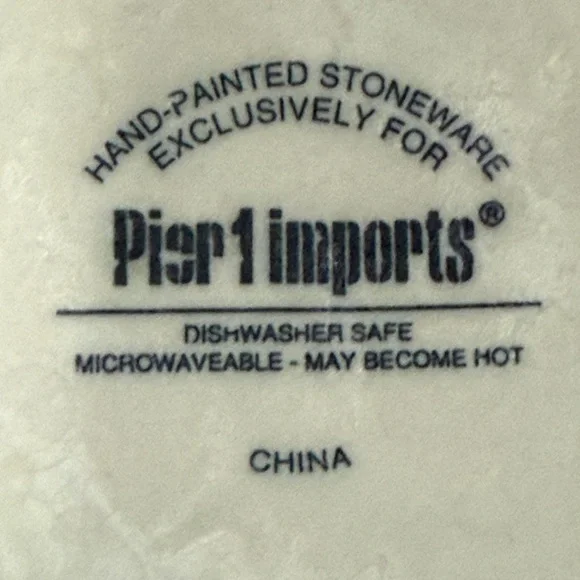 HAND-PAINTED STONEWARE
EXCLUSIVELY FOR
Pier 1 imports®
DISHWASHER SAFE
MICROWAVEABLE - MAY BECOME HOT
CHINA